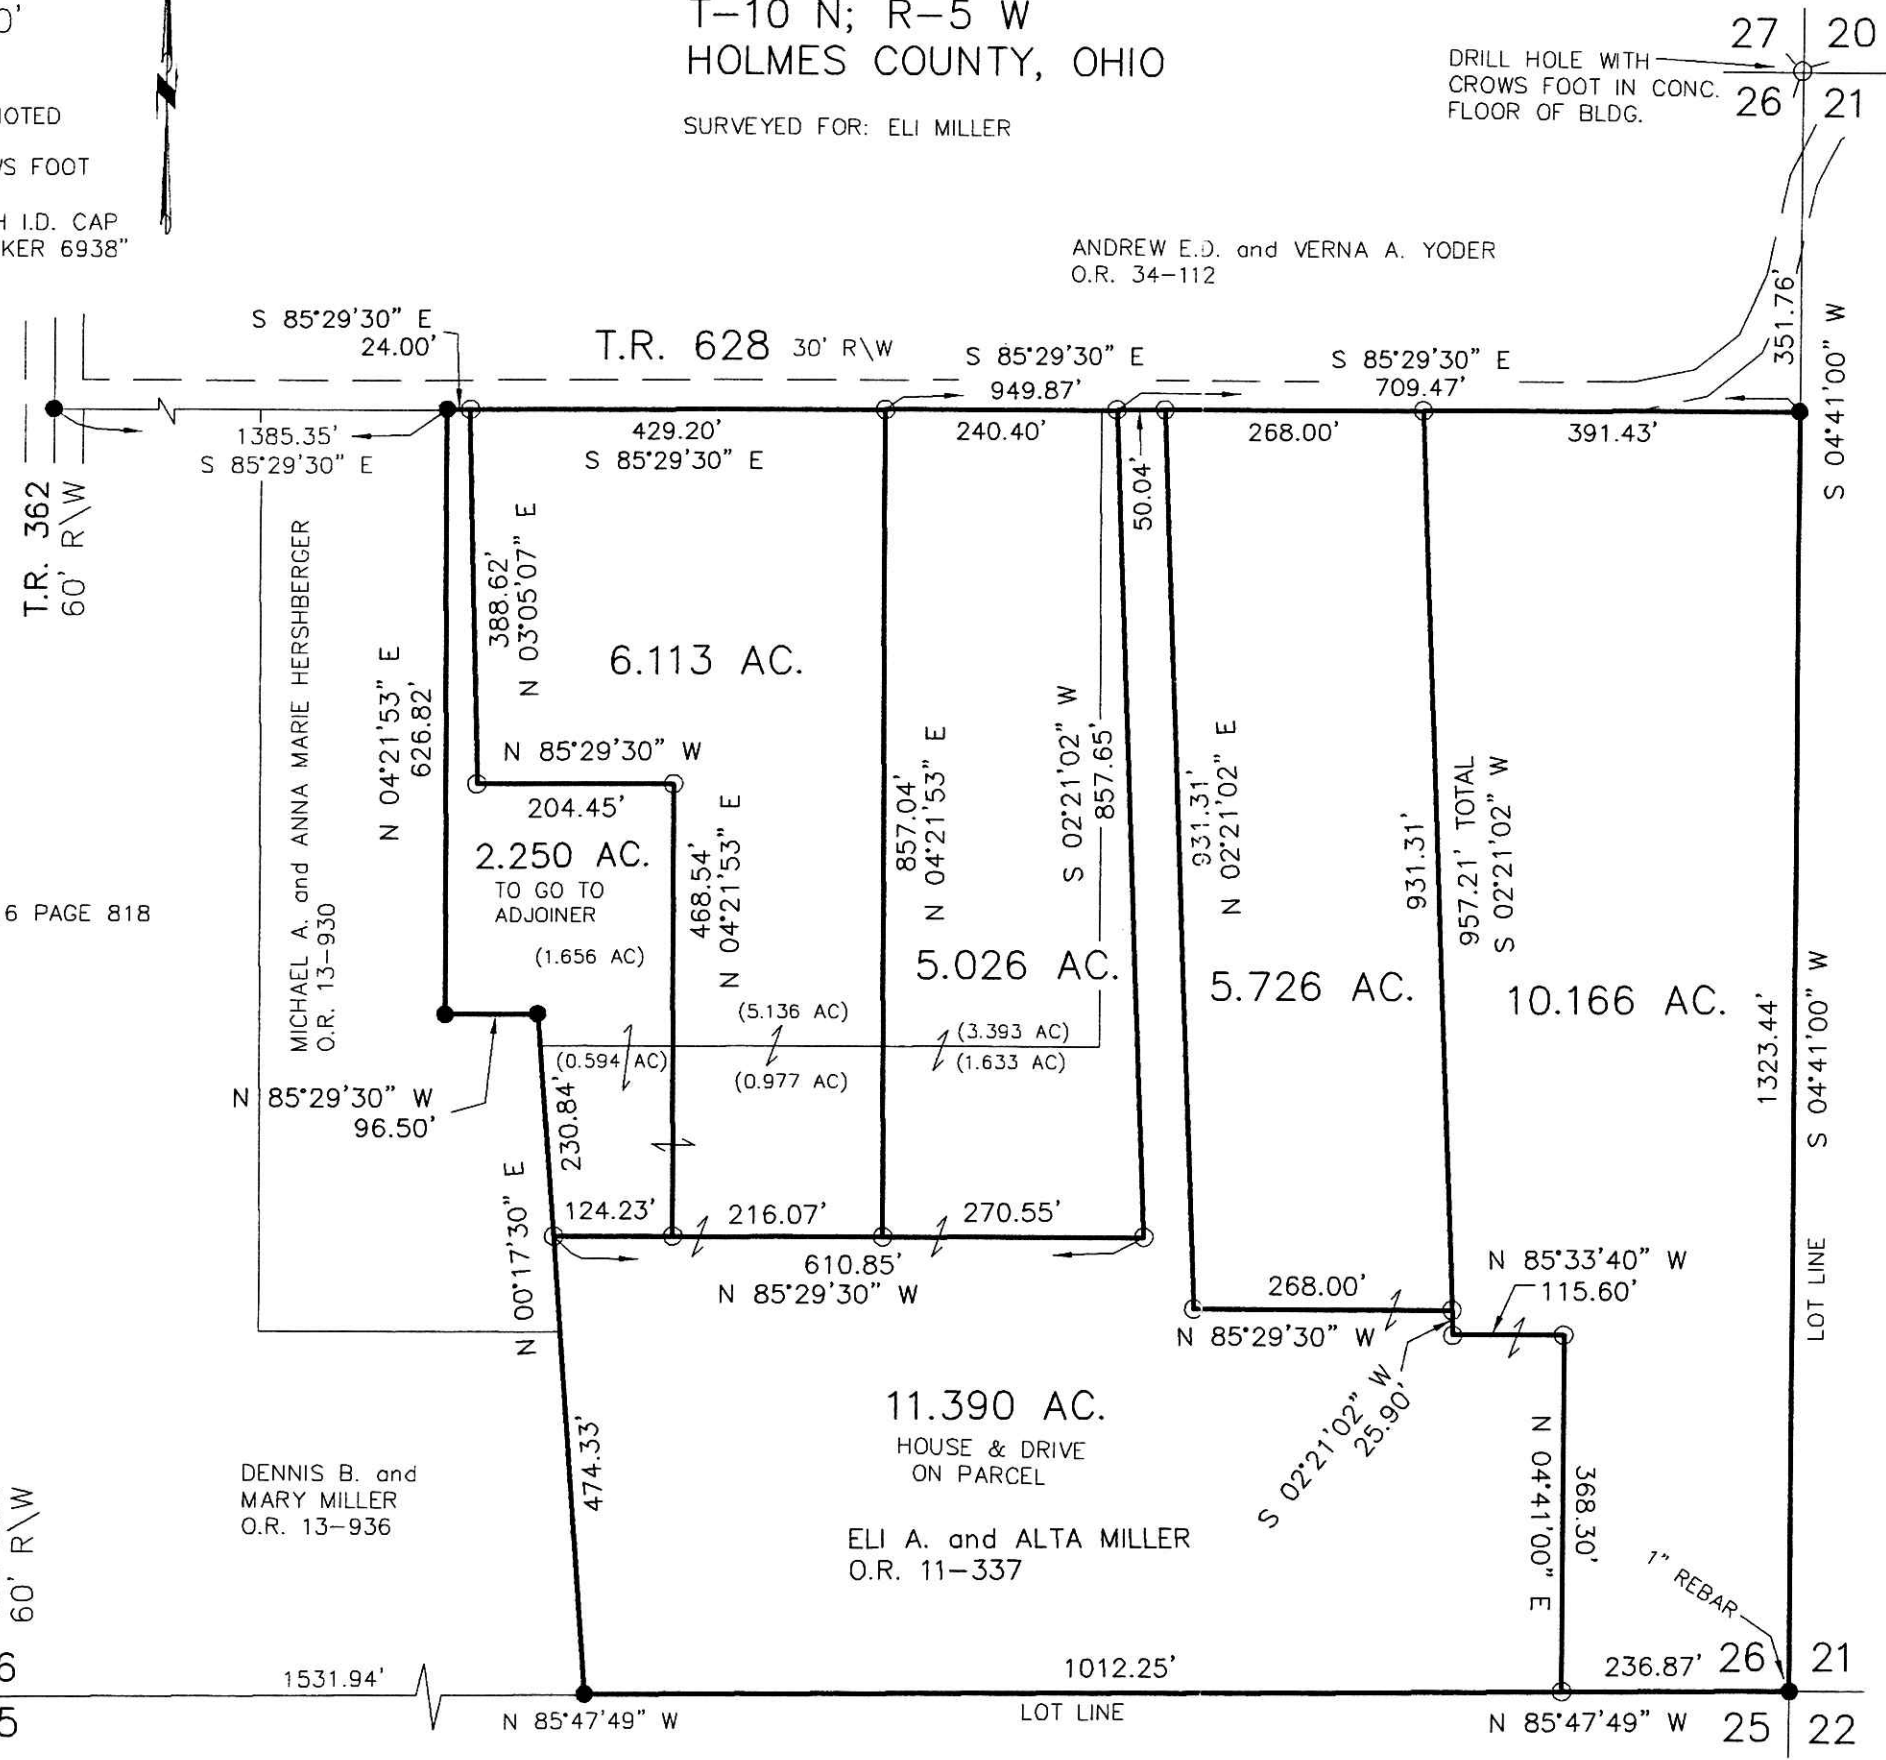 0'
T–10 N; R–5 W
HOLMES COUNTY, OHIO
SURVEYED FOR: ELI MILLER
27 20
26 21
DRILL HOLE WITH
CROWS FOOT IN CONC.
FLOOR OF BLDG.
NOTED
WS FOOT
H I.D. CAP
KER 6938"
ANDREW E.D. and VERNA A. YODER
O.R. 34–112
351.76'
S 04°41'00" W
S 85°29'30" E
24.00'
T.R. 628 30' R\W
S 85°29'30" E
949.87'
S 85°29'30" E
709.47'
1385.35'
S 85°29'30" E
429.20'
S 85°29'30" E
240.40'
50.04'
268.00'
391.43'
T.R. 362
60' R\W
MICHAEL A. and ANNA MARIE HERSHBERGER
O.R. 13–930
N 04°21'53" E
626.82'
388.62'
N 03°05'07" E
6.113 AC.
N 85°29'30" W
204.45'
2.250 AC.
TO GO TO
ADJOINER
(1.656 AC)
468.54'
N 04°21'53" E
857.04'
N 04°21'53" E
S 02°21'02" W
857.65'
931.31'
N 02°21'02" E
931.31'
957.21' TOTAL
S 02°21'02" W
5.026 AC.
5.726 AC.
10.166 AC.
6 PAGE 818
(5.136 AC)
(3.393 AC)
(0.594 AC)
(0.977 AC)
(1.633 AC)
1323.44'
S 04°41'00" W
LOT LINE
N 85°29'30" W
96.50'
230.84'
N 00°17'30" E
124.23'
216.07'
270.55'
610.85'
N 85°29'30" W
268.00'
N 85°29'30" W
N 85°33'40" W
115.60'
S 02°21'02" W
25.90'
11.390 AC.
HOUSE & DRIVE
ON PARCEL
ELI A. and ALTA MILLER
O.R. 11–337
474.33'
DENNIS B. and
MARY MILLER
O.R. 13–936
60' R\W
N 04°41'00" E
368.30'
1" REBAR
6
5
1531.94'
N 85°47'49" W
1012.25'
LOT LINE
236.87'
N 85°47'49" W
26 21
25 22